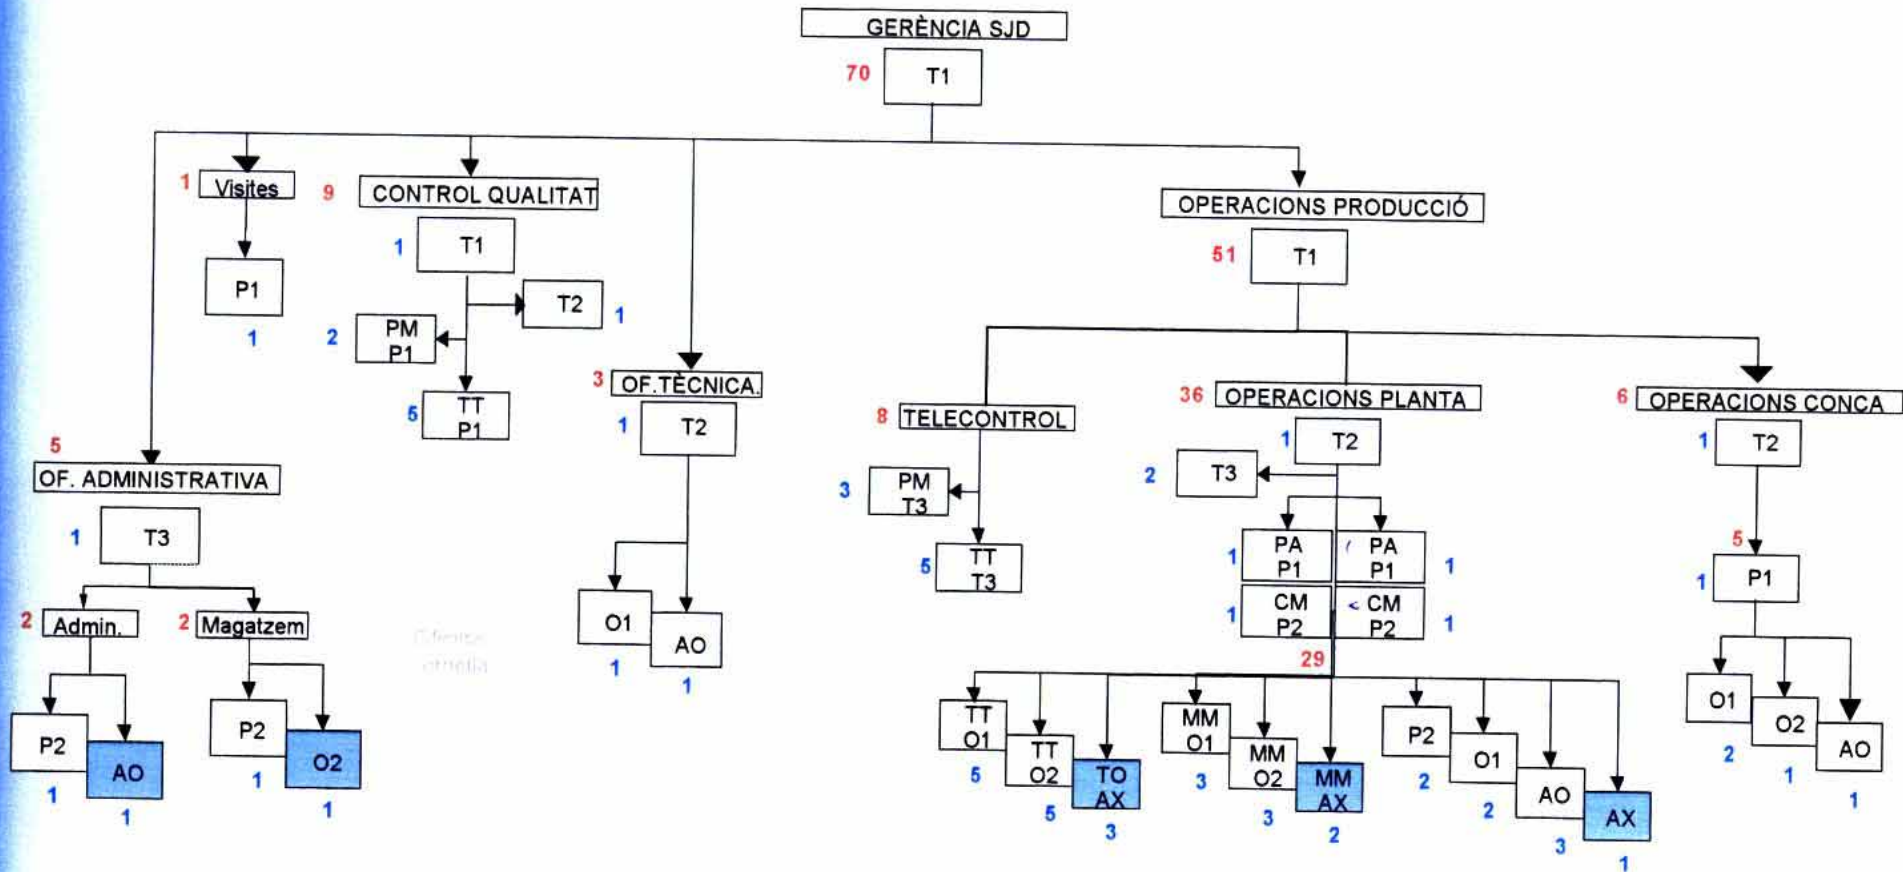 GERÈNCIA SJD
70
T1
1
Visites
P1
1
9
CONTROL QUALITAT
1
T1
T2
1
2
PM
P1
5
TT
P1
3
OF.TÈCNICA.
1
T2
O1
1
AO
1
5
OF. ADMINISTRATIVA
1
T3
2
Admin.
P2
1
AO
1
2
Magatzem
P2
1
O2
1
OPERACIONS PRODUCCIÓ
51
T1
8
TELECONTROL
3
PM
T3
5
TT
T3
36
OPERACIONS PLANTA
1
T2
2
T3
1
PA
P1
PA
P1
1
1
CM
P2
< CM
P2
1
29
TT
O1
5
TT
O2
5
TO
AX
3
MM
O1
3
MM
O2
3
MM
AX
2
P2
2
O1
2
AO
3
AX
1
6
OPERACIONS CONCA
1
T2
5
1
P1
O1
2
O2
1
AO
1